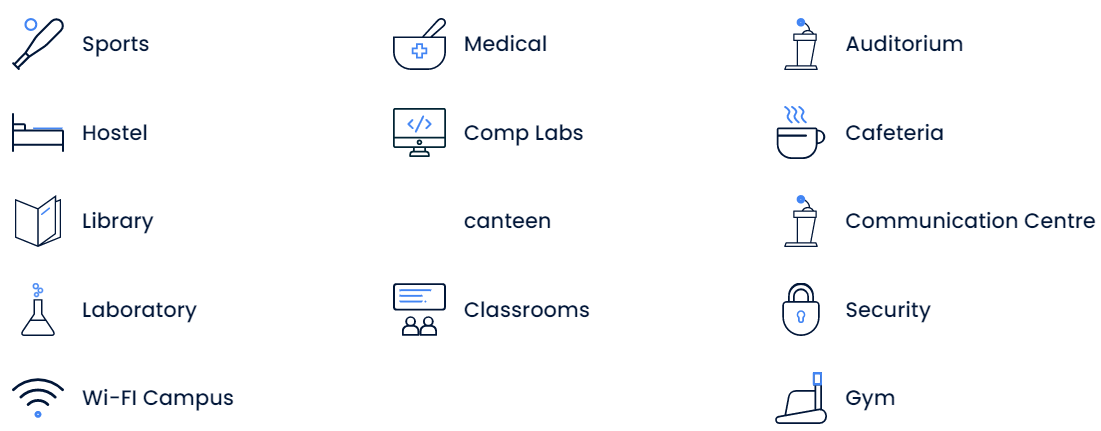 Sports
Medical
Auditorium
Hostel
Comp Labs
Cafeteria
Library
canteen
Communication Centre
Laboratory
Classrooms
Security
Wi-FI Campus
Gym